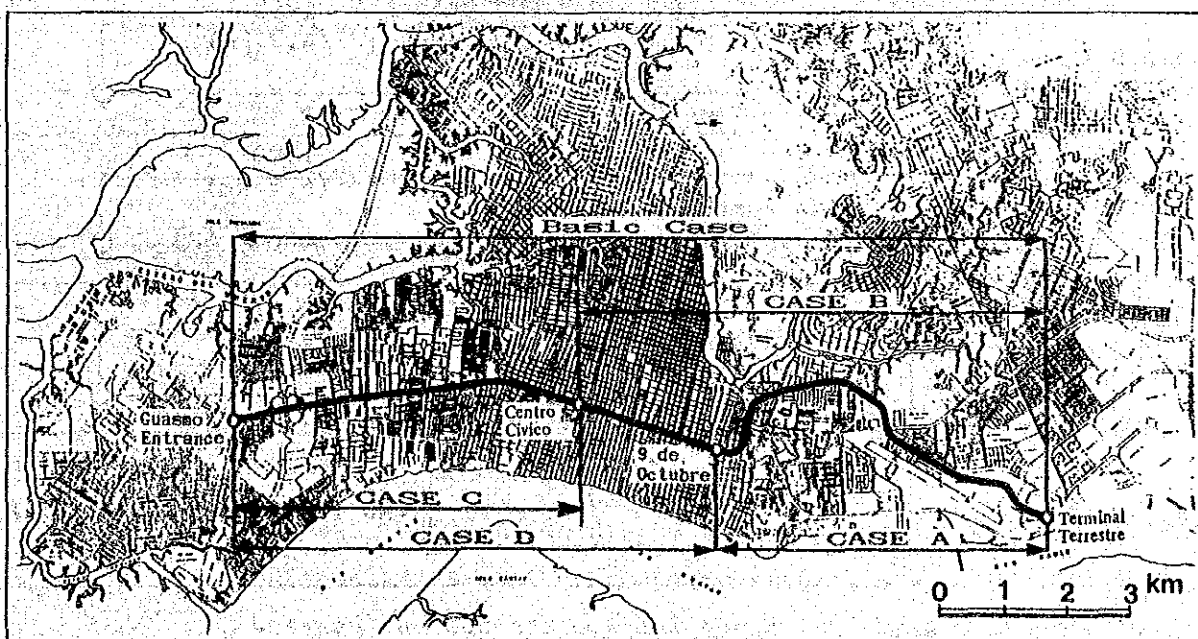 Basic Case
CASE B
Guasmo
Entrance
Centro
Civico
9 de
Octubre
CASE C
CASE D
CASE A
Terminal
Terrestre
0 1 2 3 km